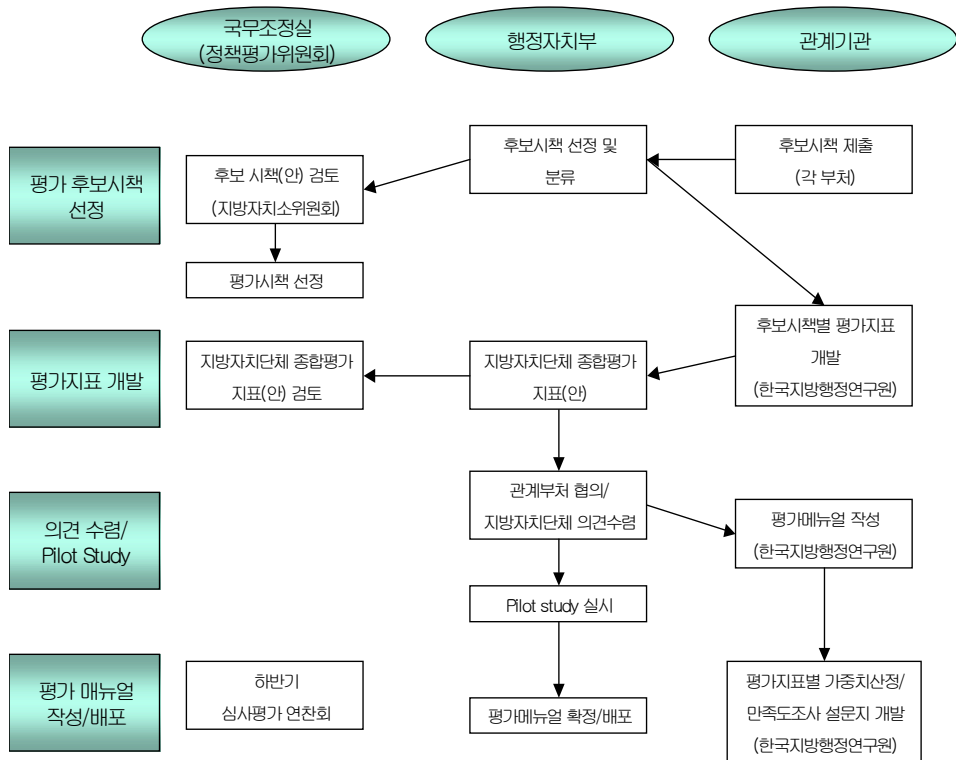 국무조정실
(정책평가위원회)
행정자치부
관계기관
평가 후보시책
선정
후보 시책(안) 검토
(지방자치소위원회)
후보시책 선정 및
분류
후보시책 제출
(각 부처)
평가시책 선정
평가지표 개발
지방자치단체 종합평가
지표(안) 검토
지방자치단체 종합평가
지표(안)
후보시책별 평가지표
개발
(한국지방행정연구원)
의견 수렴/
Pilot Study
관계부처 협의/
지방자치단체 의견수렴
평가메뉴얼 작성
(한국지방행정연구원)
Pilot study 실시
평가 매뉴얼
작성/배포
하반기
심사평가 연찬회
평가메뉴얼 확정/배포
평가지표별 가중치산정/
만족도조사 설문지 개발
(한국지방행정연구원)